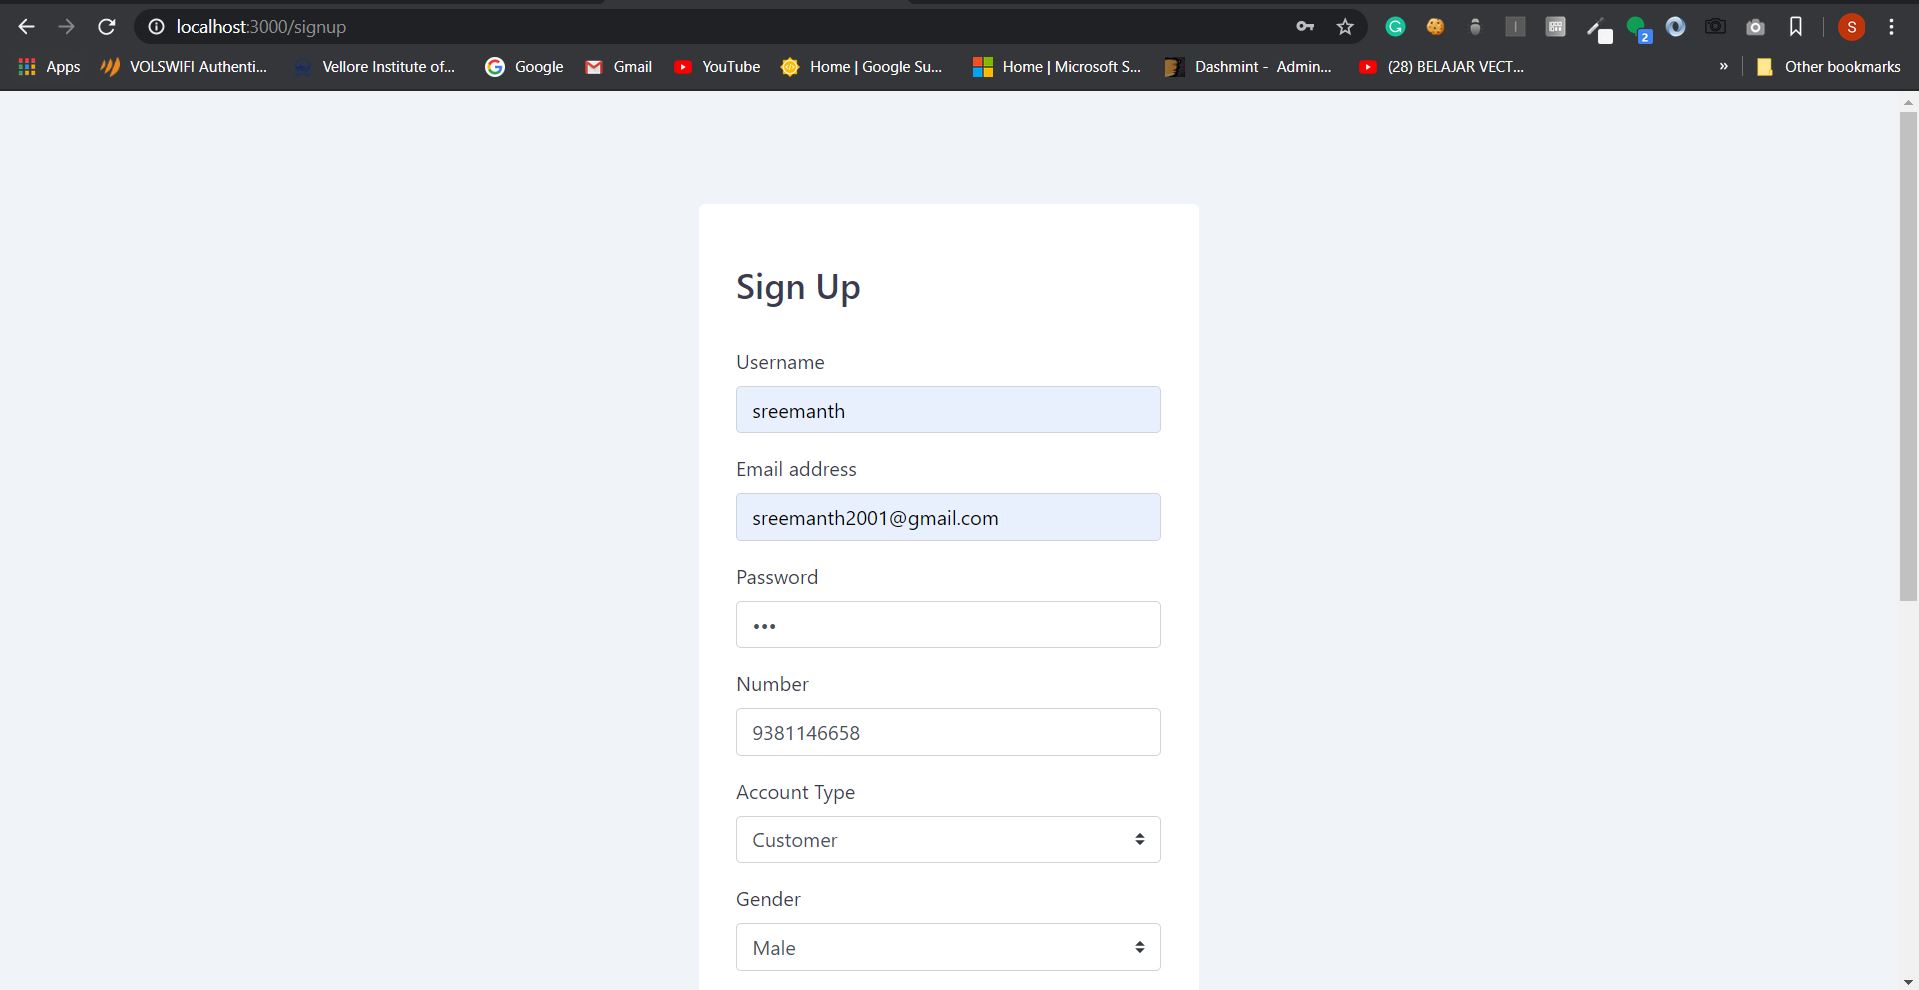 localhost:3000/signup
2
S
Apps VOLSWIFI Authenti... Vellore Institute of... Google Gmail YouTube Home | Google Su... Home | Microsoft S... Dashmint - Admin... (28) BELAJAR VECT... » Other bookmarks
Sign Up
Username
sreemanth
Email address
sreemanth2001@gmail.com
Password
•••
Number
9381146658
Account Type
Customer
Gender
Male